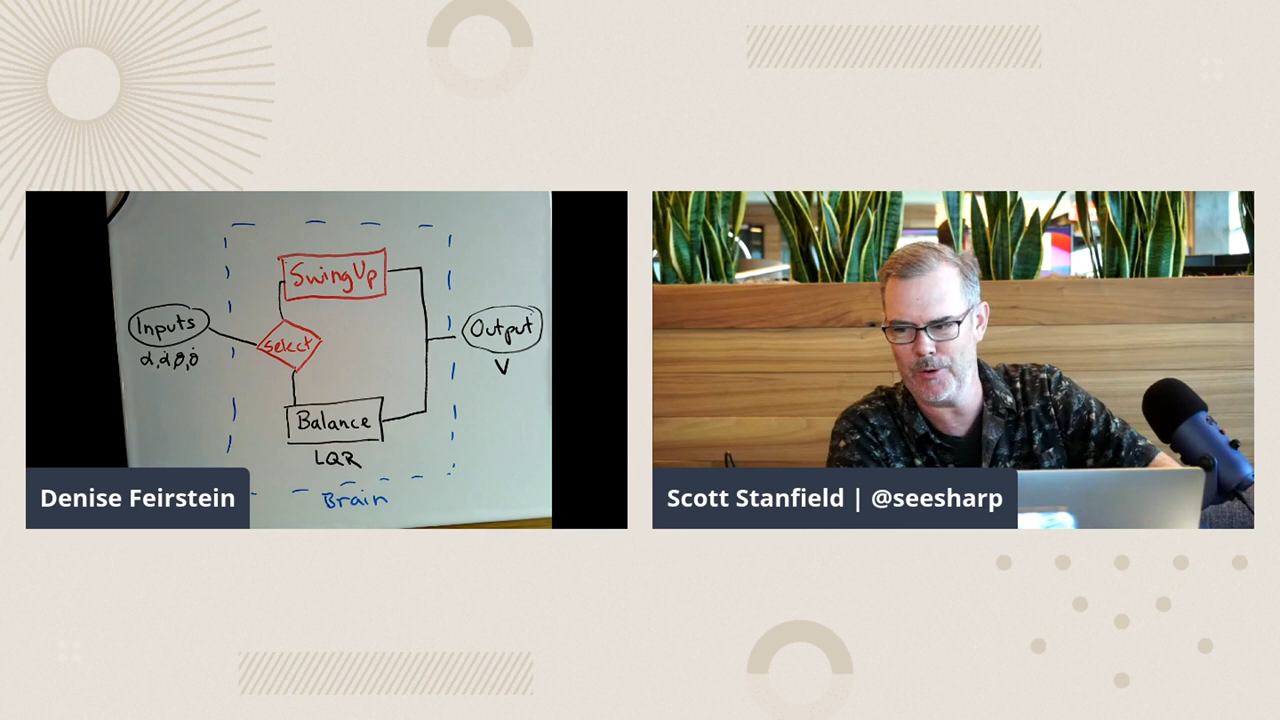 SwingUp
Inputs
α, α̇, θ, θ̇
Select
Output
V
Balance
LQR
Brain
Denise Feirstein
Scott Stanfield | @seesharp